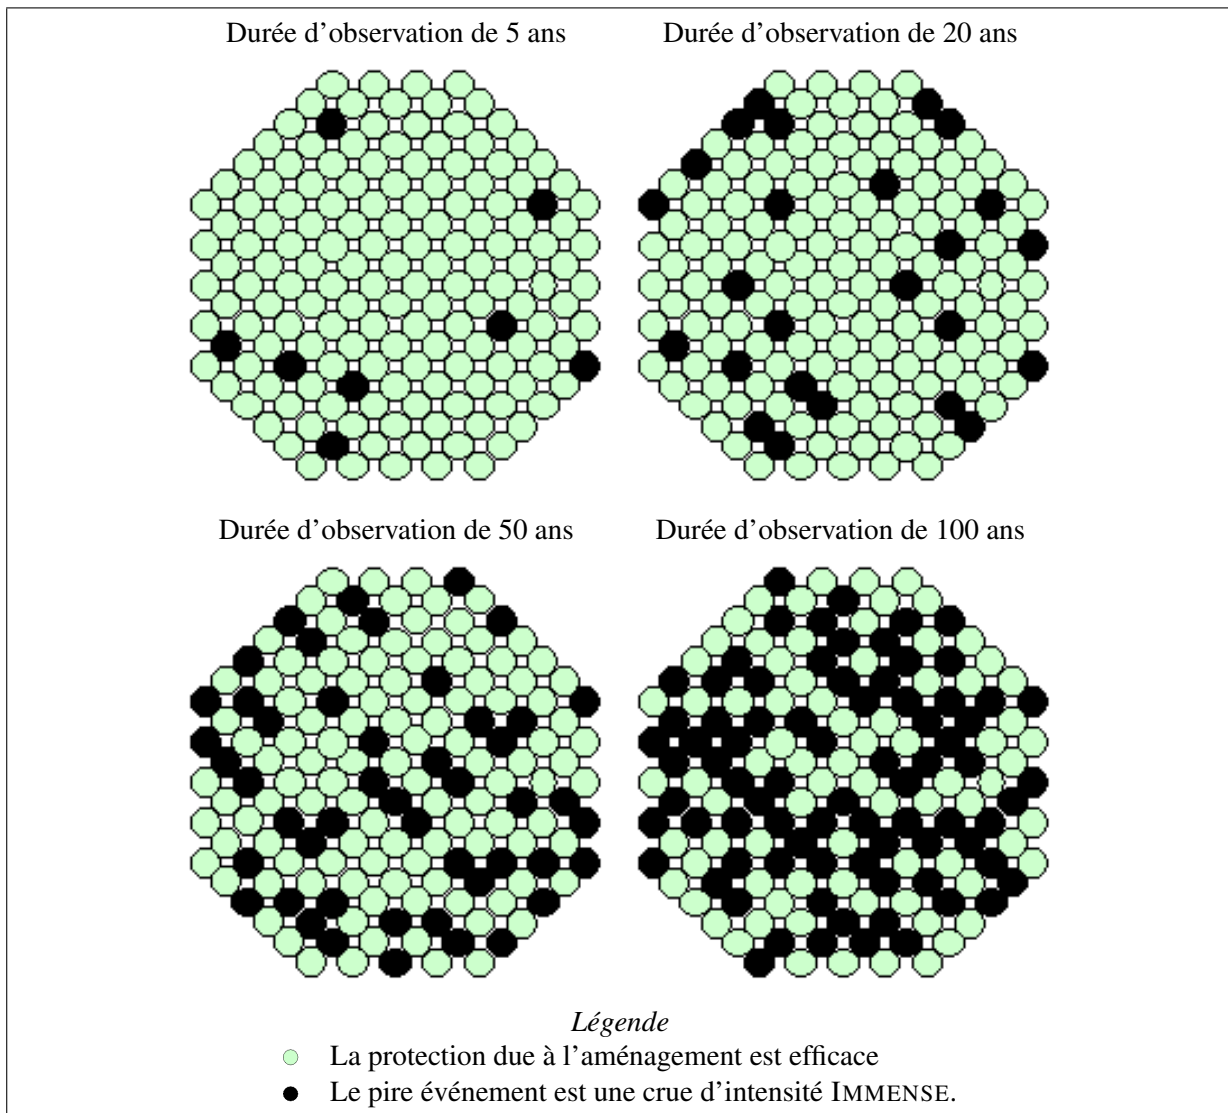 Durée d'observation de 5 ans
Durée d'observation de 20 ans
Durée d'observation de 50 ans
Durée d'observation de 100 ans
Légende
La protection due à l'aménagement est efficace
Le pire événement est une crue d'intensité IMMENSE.